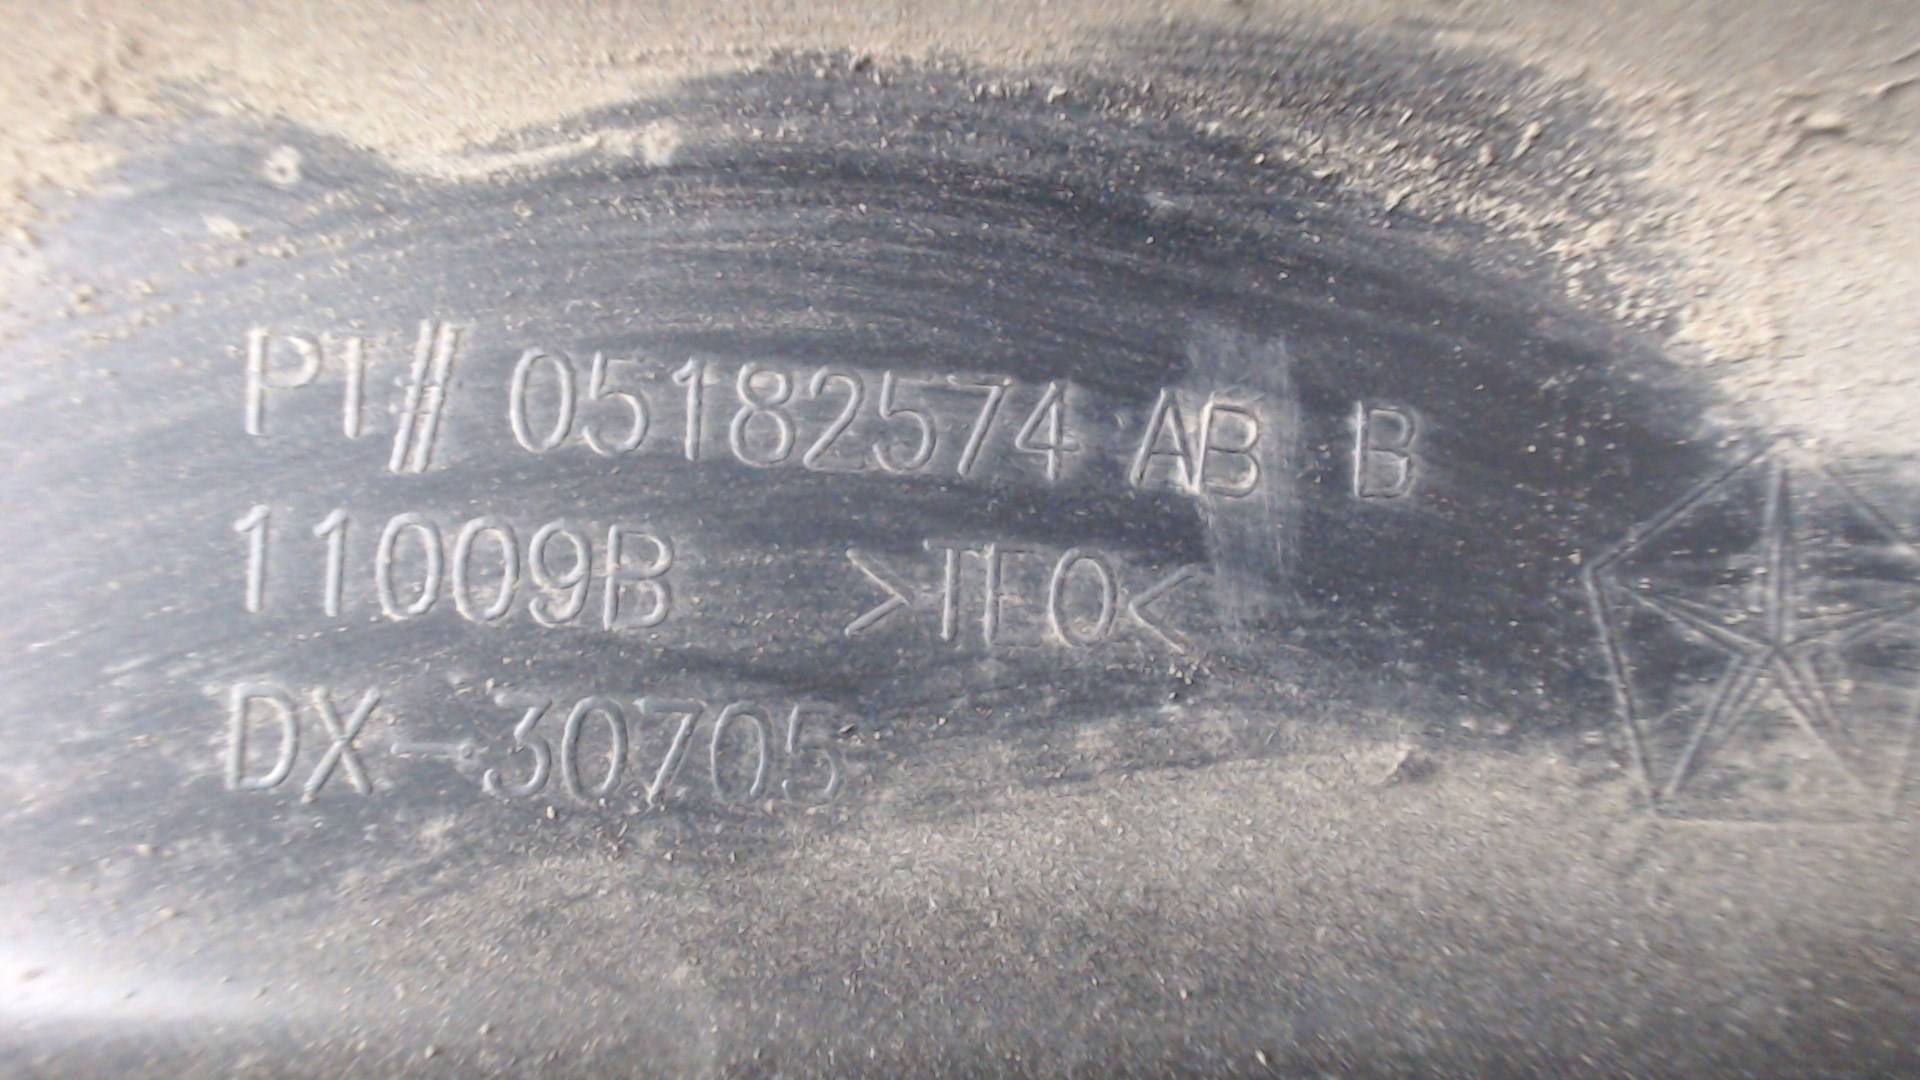 Pt# 05182574 AB B
11009B >TEO<
DX-30705